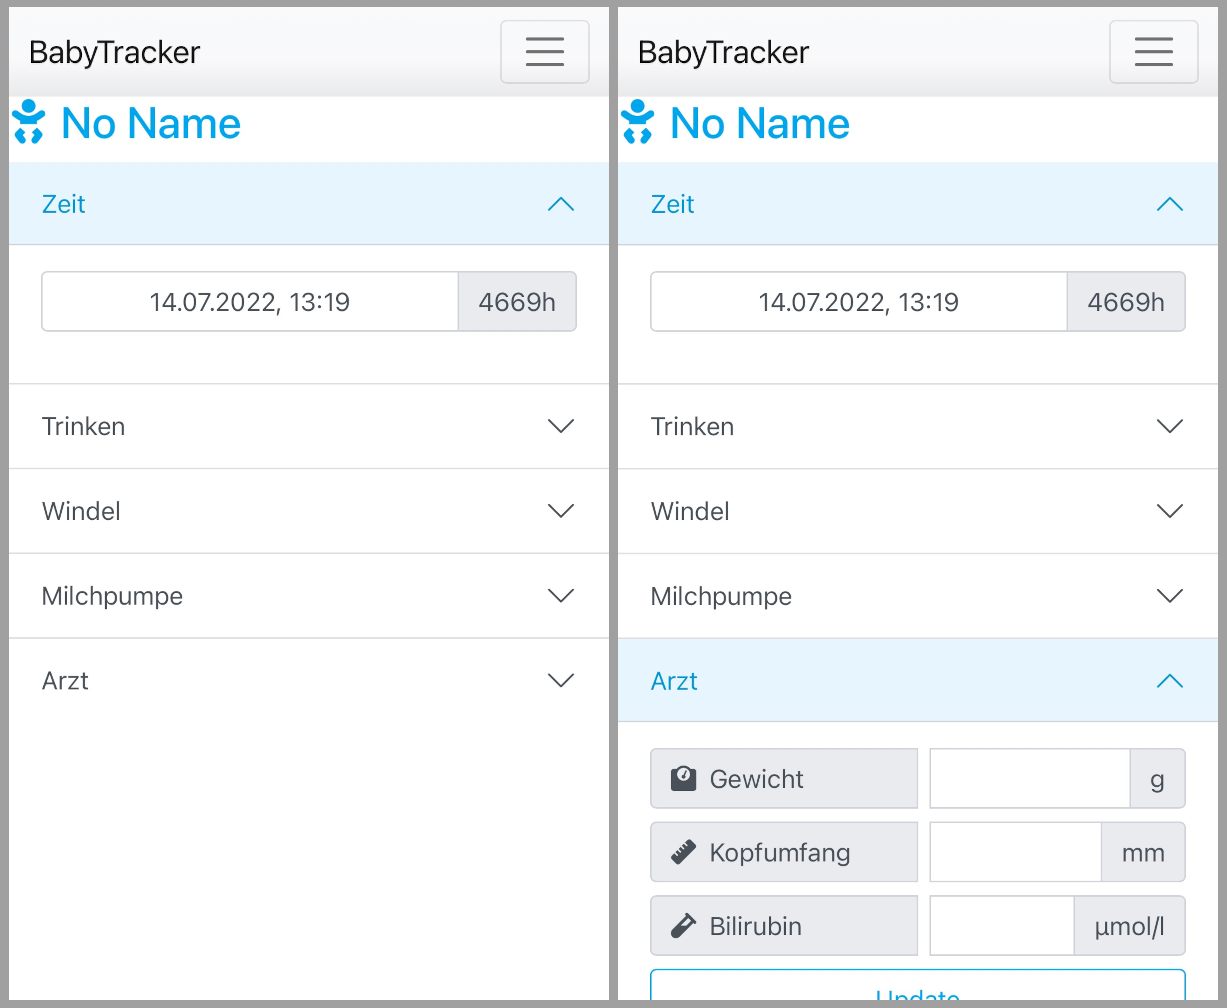 BabyTracker
No Name
Zeit
14.07.2022, 13:19 4669h
Trinken
Windel
Milchpumpe
Arzt
BabyTracker
No Name
Zeit
14.07.2022, 13:19 4669h
Trinken
Windel
Milchpumpe
Arzt
Gewicht g
Kopfumfang mm
Bilirubin µmol/l
Update